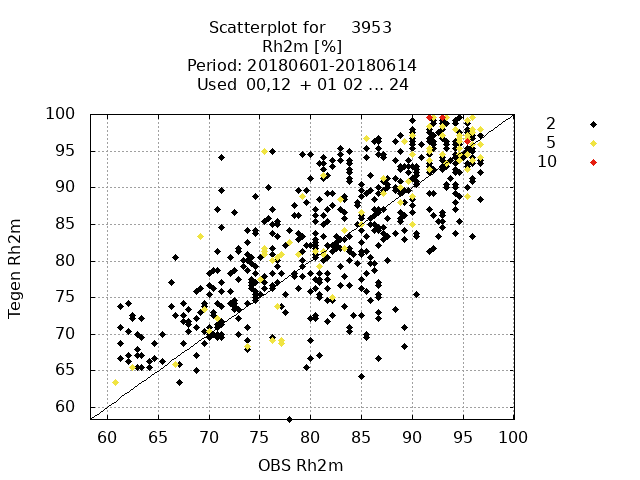 Scatterplot for 3953
Rh2m [%]
Period: 20180601-20180614
Used 00,12 + 01 02 ... 24
Tegen Rh2m
100
95
90
85
80
75
70
65
60
60 65 70 75 80 85 90 95 100
OBS Rh2m
2
5
10